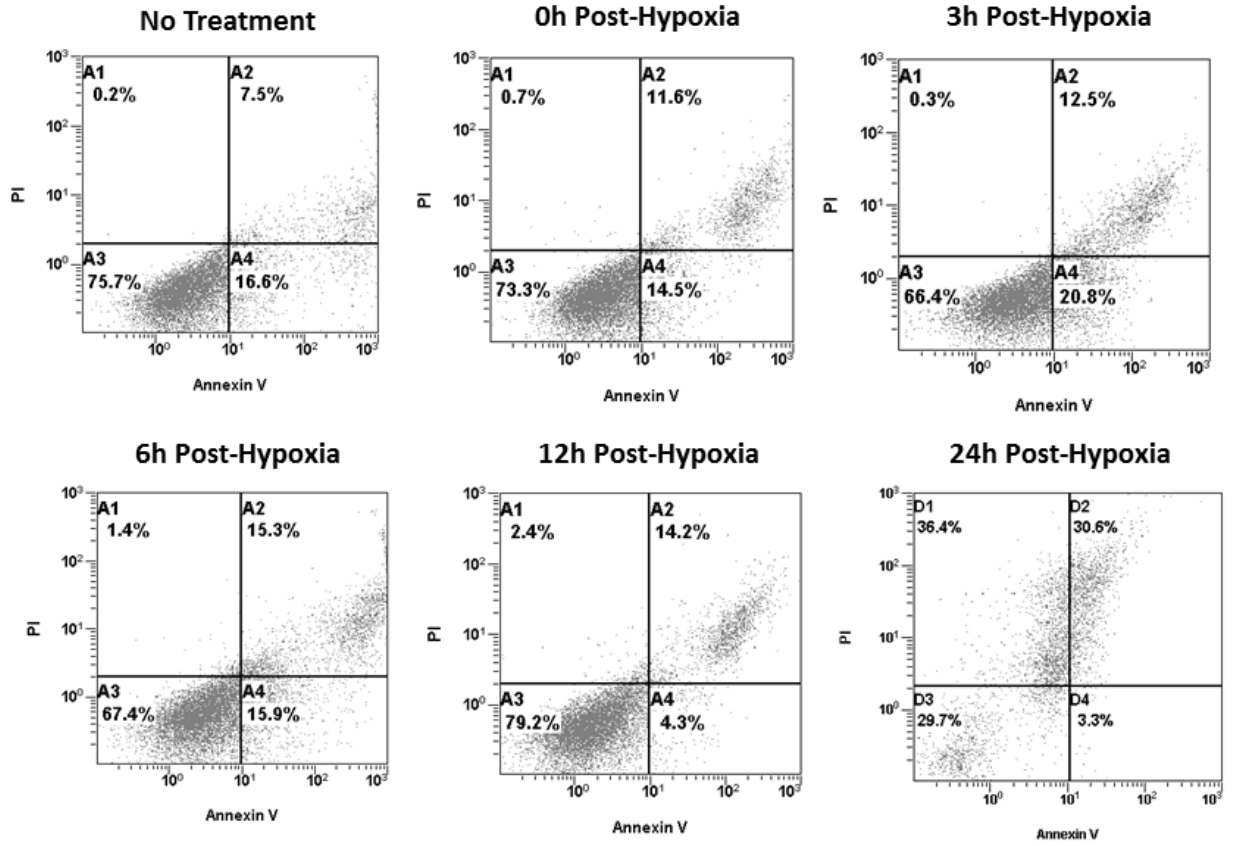 No Treatment
0h Post-Hypoxia
3h Post-Hypoxia
10³
A1
0.2%
A2
7.5%
10²
10¹
PI
A3
75.7%
A4
16.6%
10⁰
10⁰ 10¹ 10² 10³
Annexin V
10³
A1
0.7%
A2
11.6%
10²
10¹
PI
A3
73.3%
A4
14.5%
10⁰
10⁰ 10¹ 10² 10³
Annexin V
10³
A1
0.3%
A2
12.5%
10²
10¹
PI
A3
66.4%
A4
20.8%
10⁰
10⁰ 10¹ 10² 10³
Annexin V
6h Post-Hypoxia
12h Post-Hypoxia
24h Post-Hypoxia
10³
A1
1.4%
A2
15.3%
10²
10¹
PI
A3
67.4%
A4
15.9%
10⁰
10⁰ 10¹ 10² 10³
Annexin V
10³
A1
2.4%
A2
14.2%
10²
10¹
PI
A3
79.2%
A4
4.3%
10⁰
10⁰ 10¹ 10² 10³
Annexin V
10³
D1
36.4%
D2
30.6%
10²
10¹
PI
D3
29.7%
D4
3.3%
10⁰
10⁰ 10¹ 10² 10³
Annexin V